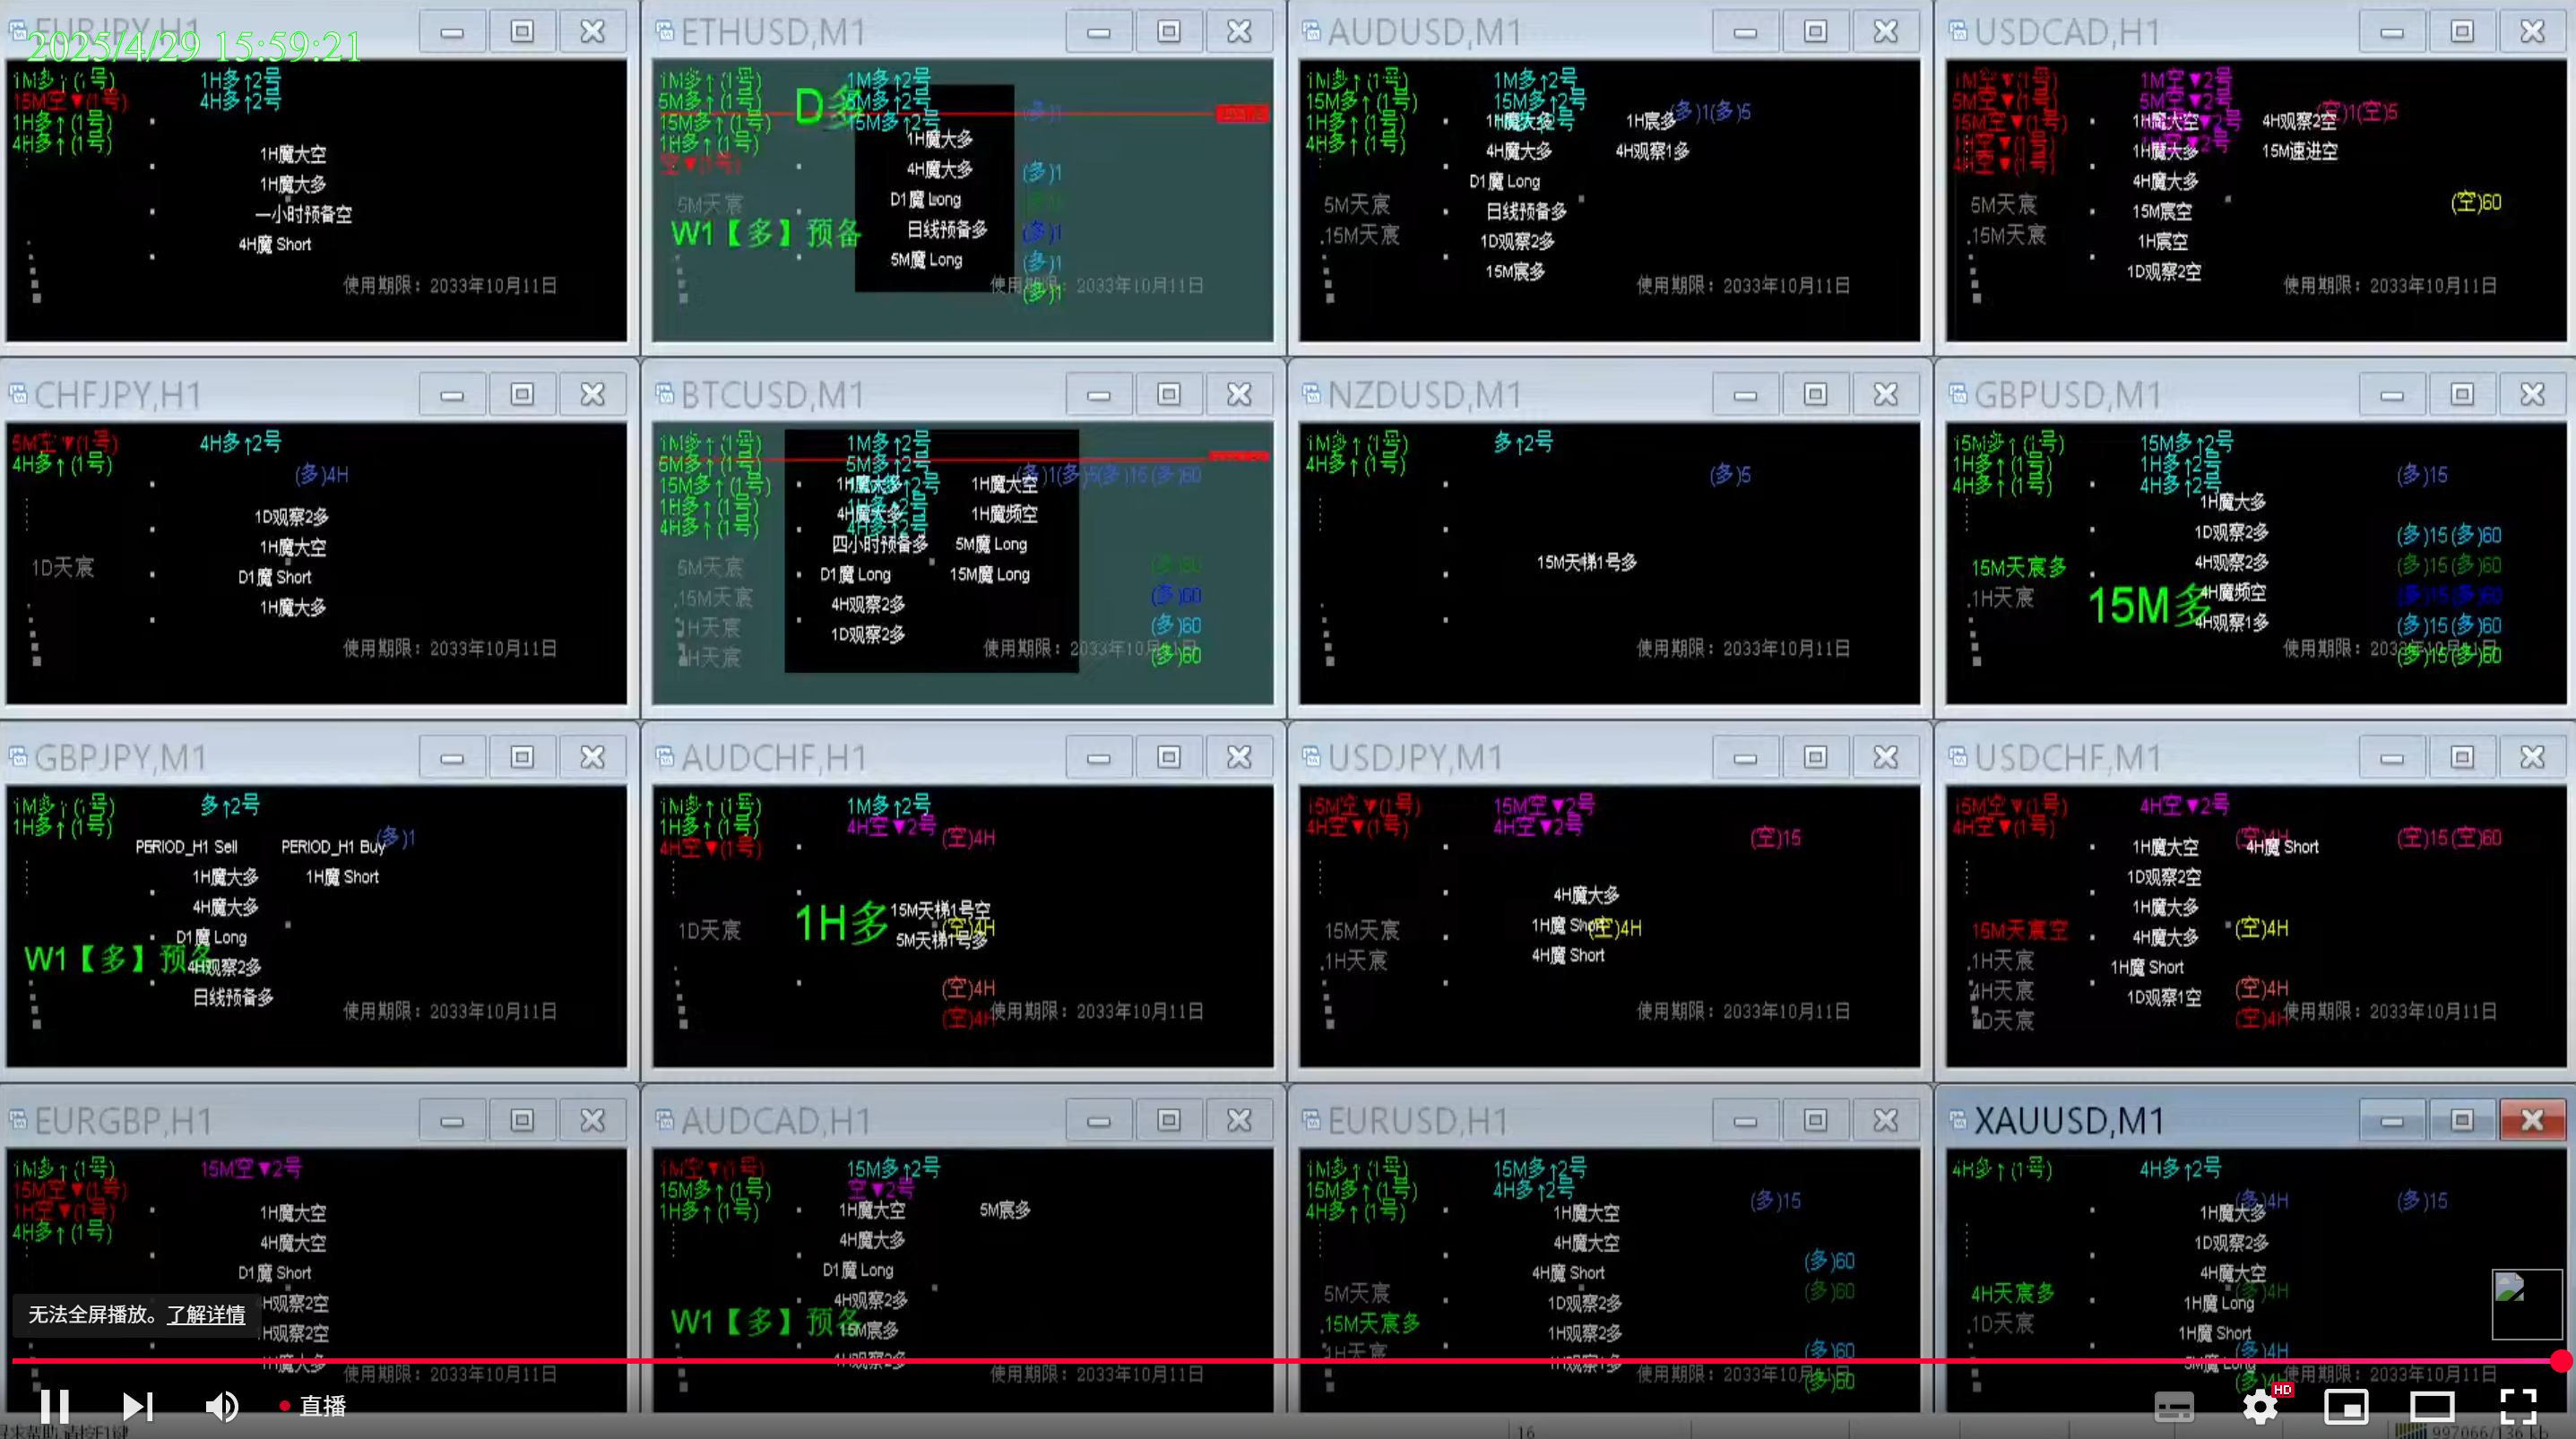 EURJPY,H1
2025/4/29 15:59:21
1M多↑(1号)
1H多↑2号
15M空▼(1号)
4H多↑2号
1H多↑(1号)
4H多↑(1号)
1H魔大空
1H魔大多
一小时预备空
4H魔 Short
使用期限：2033年10月11日
ETHUSD,M1
1M多↑(1号)
1M多↑2号
5M多↑(1号)
5M多↑2号
D多
(多)1
15M多↑(1号)
15M多↑2号
1H多↑(1号)
1H魔大多
空▼(1号)
4H魔大多
(多)1
D1魔 Long
5M天宸
W1【多】预备
日线预备多
(多)1
5M魔 Long
(多)1
使用期限：2033年10月11日
(多)1
AUDUSD,M1
1M多↑(1号)
1M多↑2号
15M多↑(1号)
15M多↑2号
(多)1(多)5
1H多↑(1号)
1H魔大多
1H宸多
4H多↑(1号)
4H魔大多
4H观察1多
D1魔 Long
5M天宸
日线预备多
.15M天宸
1D观察2多
15M宸多
使用期限：2033年10月11日
USDCAD,H1
1M空▼(1号)
1M空▼2号
5M空▼(1号)
5M空▼2号
(空)1(空)5
15M空▼(1号)
1H魔大空
4H观察2空
1H空▼(1号)
1H魔大多
15M速进空
4H空▼(1号)
4H魔大多
5M天宸
15M宸空
(空)60
.15M天宸
1H宸空
1D观察2空
使用期限：2033年10月11日
CHFJPY,H1
5M空▼(1号)
4H多↑2号
4H多↑(1号)
(多)4H
1D观察2多
1H魔大空
1D天宸
D1魔 Short
1H魔大多
使用期限：2033年10月11日
BTCUSD,M1
1M多↑(1号)
1M多↑2号
5M多↑(1号)
5M多↑2号
(多)1(多)5(多)15(多)60
15M多↑(1号)
1H魔大多
1H魔大空
1H多↑(1号)
4H魔大多
1H魔频空
4H多↑(1号)
4H多↑2号
四小时预备多
5M魔 Long
5M天宸
D1魔 Long
15M魔 Long
(多)60
.15M天宸
4H观察2多
(多)60
1H天宸
1D观察2多
(多)60
H天宸
使用期限：2033年10月11日
(多)60
NZDUSD,M1
1M多↑(1号)
多↑2号
4H多↑(1号)
(多)5
15M天梯1号多
使用期限：2033年10月11日
GBPUSD,M1
15M多↑(1号)
15M多↑2号
1H多↑(1号)
1H多↑2号
(多)15
4H多↑(1号)
4H多↑2号
1H魔大多
1D观察2多
(多)15(多)60
15M天宸多
4H观察2多
(多)15(多)60
.1H天宸
15M多
4H魔频空
(多)15(多)60
4H观察1多
(多)15(多)60
使用期限：2033年10月11日
(多)15(多)60
GBPJPY,M1
1M多↑(1号)
多↑2号
1H多↑(1号)
(多)1
PERIOD_H1 Sell
PERIOD_H1 Buy
1H魔大多
1H魔 Short
4H魔大多
D1魔 Long
W1【多】预备
4H观察2多
日线预备多
使用期限：2033年10月11日
AUDCHF,H1
1M多↑(1号)
1M多↑2号
1H多↑(1号)
4H空▼2号
4H空▼(1号)
(空)4H
1D天宸
1H多
15M天梯1号空
(空)4H
5M天梯1号多
(空)4H
(空)4H
使用期限：2033年10月11日
USDJPY,M1
15M空▼(1号)
15M空▼2号
4H空▼(1号)
4H空▼2号
(空)15
4H魔大多
15M天宸
1H魔 Short
(空)4H
.1H天宸
4H魔 Short
使用期限：2033年10月11日
USDCHF,M1
15M空▼(1号)
4H空▼2号
4H空▼(1号)
(空)4H
(空)15(空)60
1H魔大空
4H魔 Short
1D观察2空
1H魔大多
15M天宸空
4H魔大多
(空)4H
.1H天宸
1H魔 Short
4H天宸
1D观察1空
(空)4H
1D天宸
(空)4H
使用期限：2033年10月11日
EURGBP,H1
1M多↑(1号)
15M空▼2号
15M空▼(1号)
1H空▼(1号)
4H多↑(1号)
1H魔大空
4H魔大空
D1魔 Short
H观察2空
H观察2空
1H魔大多
使用期限：2033年10月11日
AUDCAD,H1
1M空▼(1号)
15M多↑2号
15M多↑(1号)
空▼2号
1H多↑(1号)
1H魔大空
5M宸多
4H魔大多
D1魔 Long
4H观察2多
W1【多】预备
15M宸多
1H观察2多
使用期限：2033年10月11日
EURUSD,H1
1M多↑(1号)
15M多↑2号
15M多↑(1号)
4H多↑2号
(多)15
4H多↑(1号)
1H魔大空
4H魔大空
4H魔 Short
(多)60
5M天宸
1D观察2多
(多)60
.15M天宸多
1H观察2多
1H天宸
1H观察1多
(多)60
使用期限：2033年10月11日
(多)60
XAUUSD,M1
4H多↑(1号)
4H多↑2号
(多)4H
(多)15
1H魔大多
1D观察2多
4H魔大空
4H天宸多
(多)4H
1H魔 Long
.1D天宸
1H魔 Short
5M魔 Long
(多)4H
使用期限：2033年10月11日
无法全屏播放。了解详情
直播
HD
16
997066/136 kb